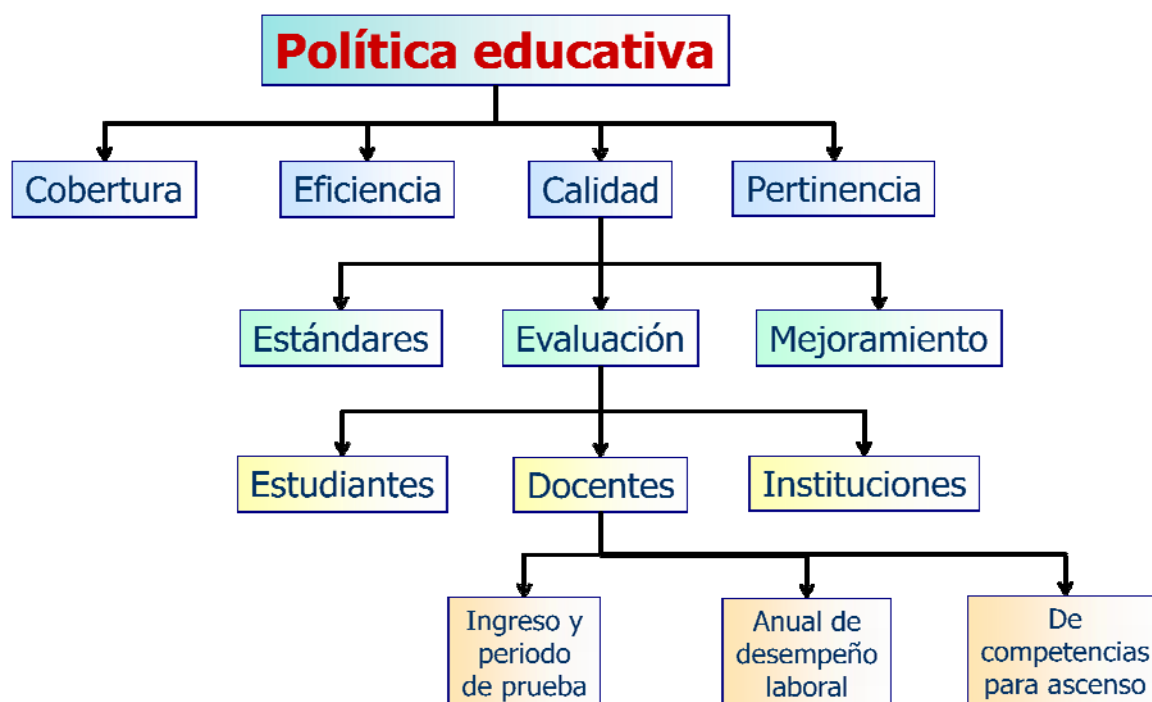 Política educativa
Cobertura
Eficiencia
Calidad
Pertinencia
Estándares
Evaluación
Mejoramiento
Estudiantes
Docentes
Instituciones
Ingreso y
periodo
de prueba
Anual de
desempeño
laboral
De
competencias
para ascenso